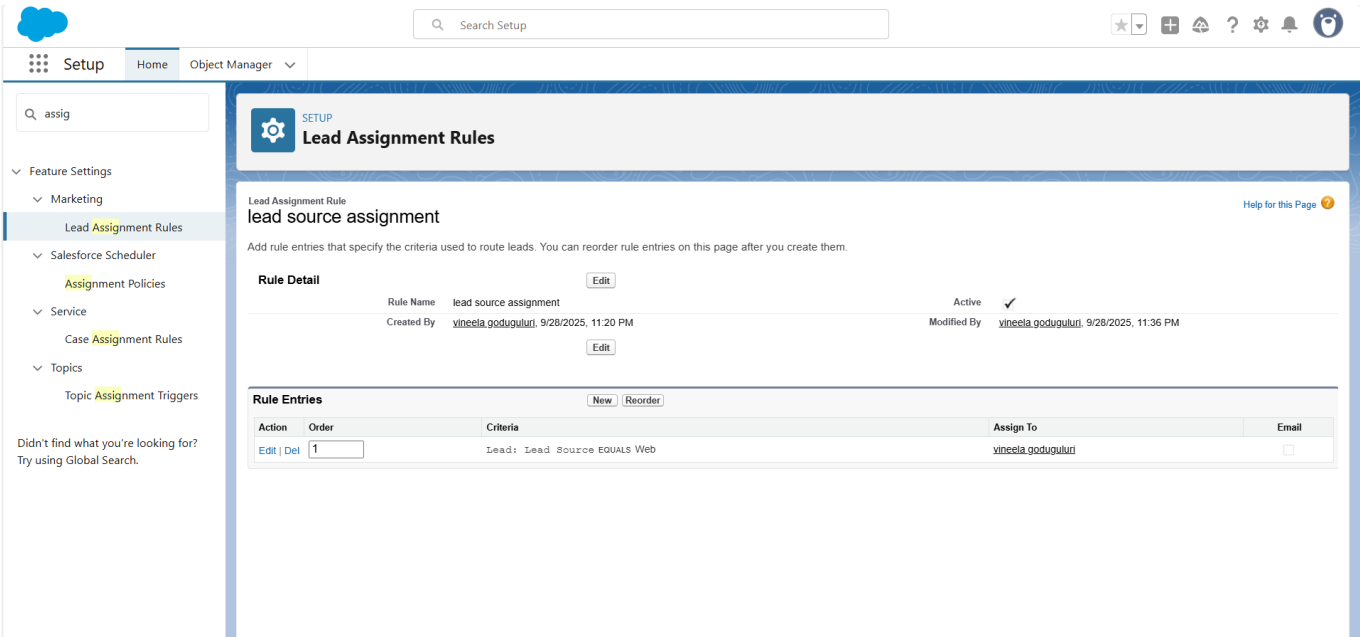 Search Setup
Setup
Home
Object Manager
assig
Feature Settings
Marketing
Lead Assignment Rules
Salesforce Scheduler
Assignment Policies
Service
Case Assignment Rules
Topics
Topic Assignment Triggers
Didn't find what you're looking for?
Try using Global Search.
SETUP
Lead Assignment Rules
Lead Assignment Rule
lead source assignment
Help for this Page ?
Add rule entries that specify the criteria used to route leads. You can reorder rule entries on this page after you create them.
Rule Detail Edit
Rule Name lead source assignment Active
Created By vineela goduguluri, 9/28/2025, 11:20 PM Modified By vineela goduguluri, 9/28/2025, 11:36 PM
Edit
Rule Entries New Reorder
Action Order Criteria Assign To Email
Edit | Del 1 Lead: Lead Source EQUALS Web vineela goduguluri